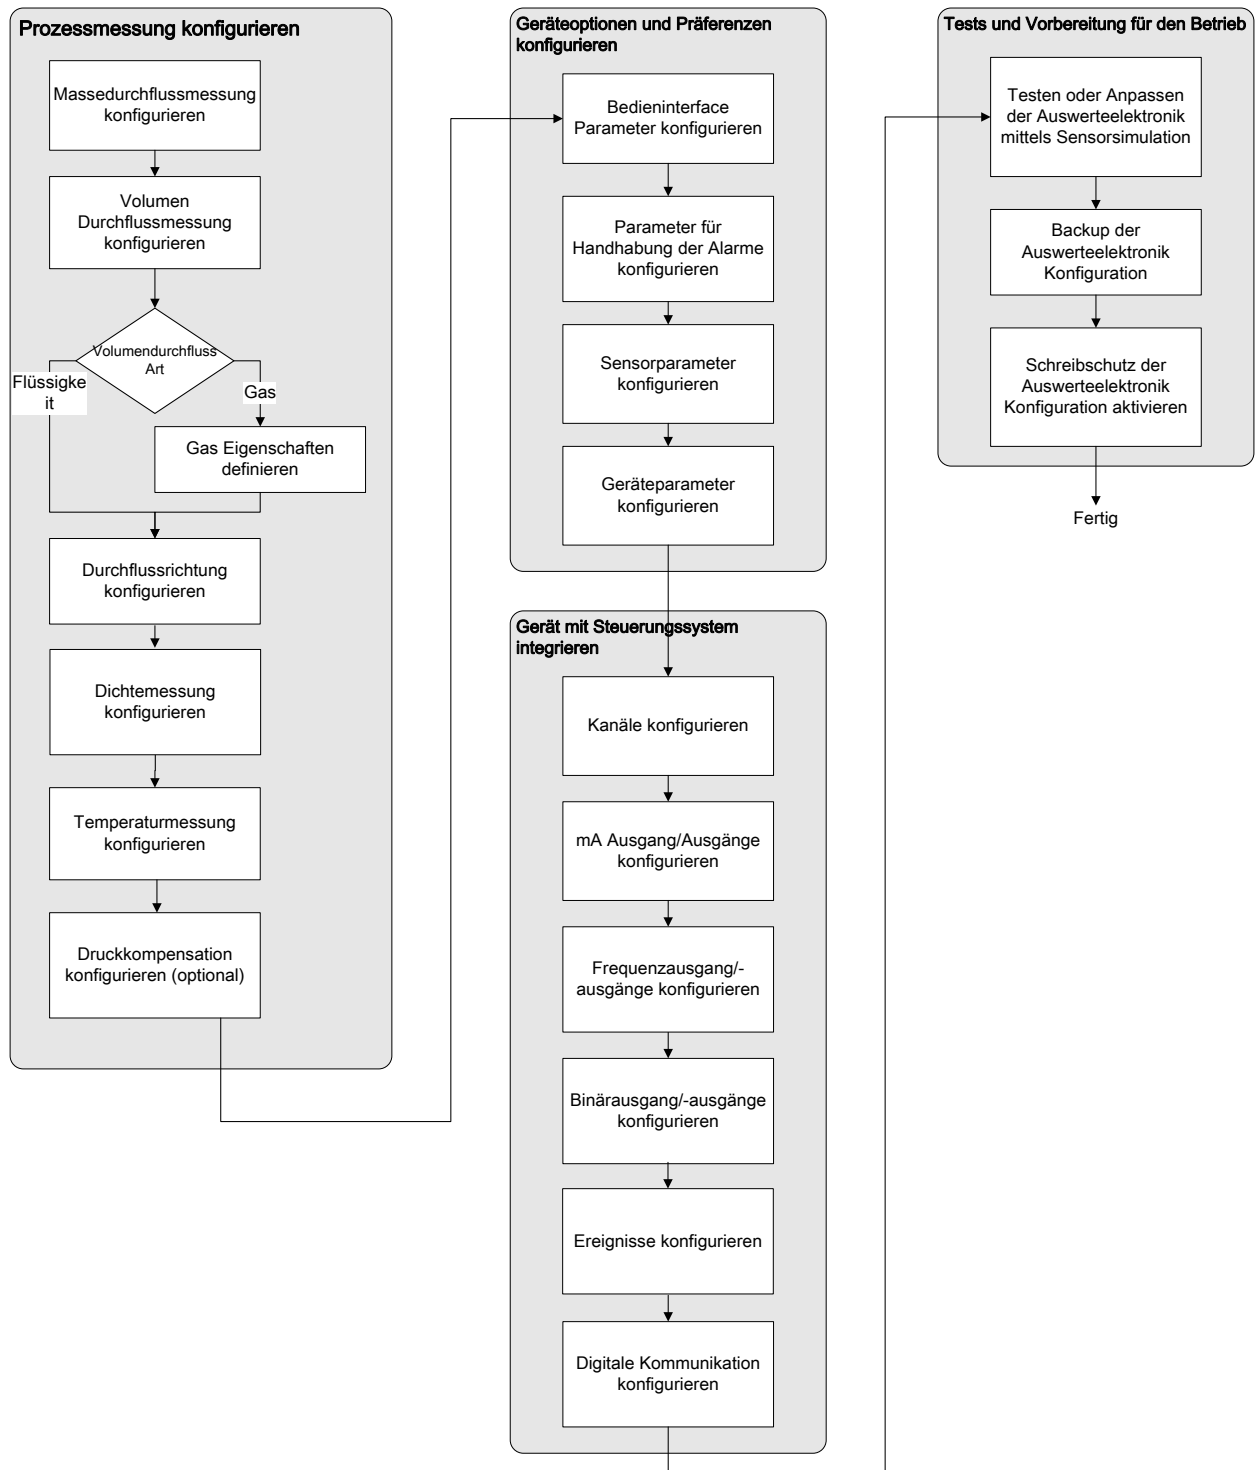 Prozessmessung konfigurieren
Massedurchflussmessung
konfigurieren
Volumen
Durchflussmessung
konfigurieren
Volumendurchfluss
Art
Flüssigke
it
Gas
Gas Eigenschaften
definieren
Durchflussrichtung
konfigurieren
Dichtemessung
konfigurieren
Temperaturmessung
konfigurieren
Druckkompensation
konfigurieren (optional)
Geräteoptionen und Präferenzen
konfigurieren
Bedieninterface
Parameter konfigurieren
Parameter für
Handhabung der Alarme
konfigurieren
Sensorparameter
konfigurieren
Geräteparameter
konfigurieren
Gerät mit Steuerungssystem
integrieren
Kanäle konfigurieren
mA Ausgang/Ausgänge
konfigurieren
Frequenzausgang/-
ausgänge konfigurieren
Binärausgang/-ausgänge
konfigurieren
Ereignisse konfigurieren
Digitale Kommunikation
konfigurieren
Tests und Vorbereitung für den Betrieb
Testen oder Anpassen
der Auswerteelektronik
mittels Sensorsimulation
Backup der
Auswerteelektronik
Konfiguration
Schreibschutz der
Auswerteelektronik
Konfiguration aktivieren
Fertig